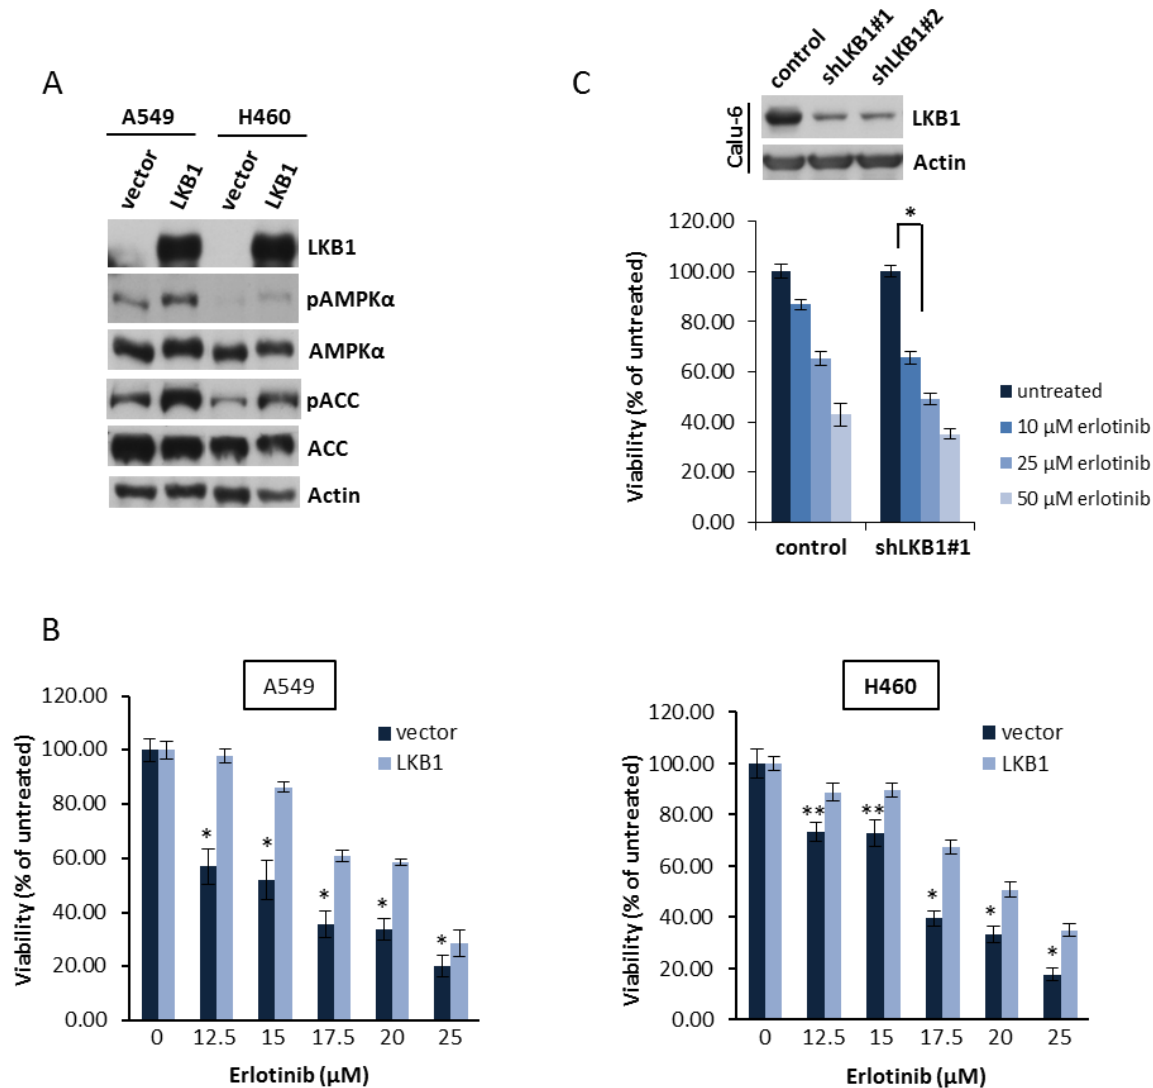 A
A549 H460
vector LKB1 vector LKB1
LKB1
pAMPKα
AMPKα
pACC
ACC
Actin
C
control shLKB1#1 shLKB1#2
Calu-6
LKB1
Actin
Viability (% of untreated)
120.00
100.00
80.00
60.00
40.00
20.00
0.00
*
control shLKB1#1
untreated
10 µM erlotinib
25 µM erlotinib
50 µM erlotinib
B
A549
Viability (% of untreated)
120.00
100.00
80.00
60.00
40.00
20.00
0.00
vector
LKB1
* * * * *
0 12.5 15 17.5 20 25
Erlotinib (µM)
H460
Viability (% of untreated)
120.00
100.00
80.00
60.00
40.00
20.00
0.00
vector
LKB1
** ** * * *
0 12.5 15 17.5 20 25
Erlotinib (µM)